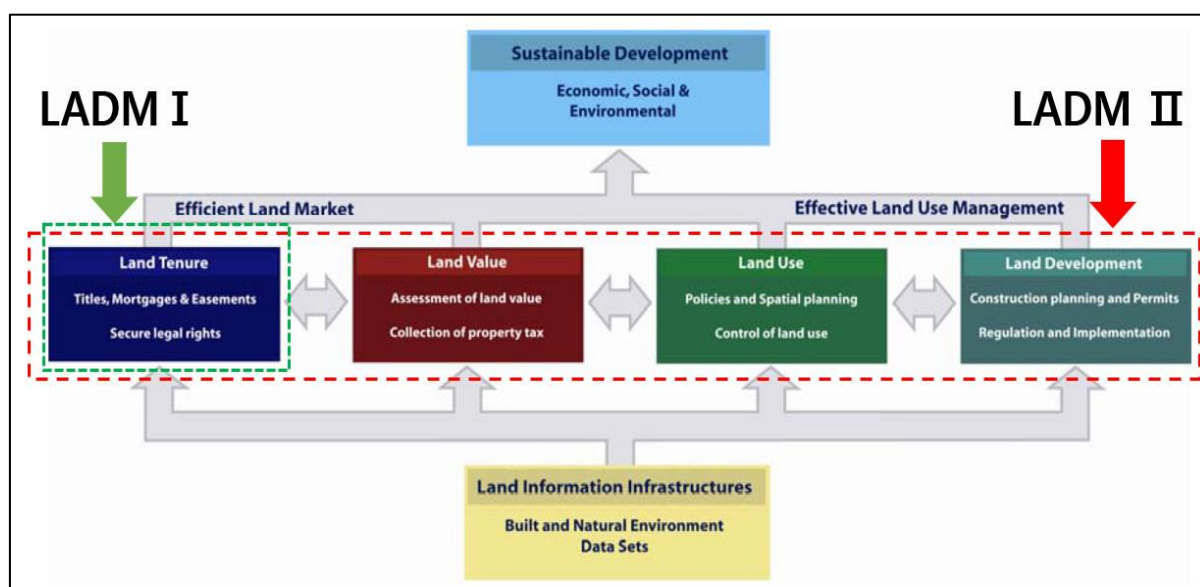 Sustainable Development
Economic, Social &
Environmental
LADM Ⅰ
LADM Ⅱ
Efficient Land Market
Effective Land Use Management
Land Tenure
Titles, Mortgages & Easements
Secure legal rights
Land Value
Assessment of land value
Collection of property tax
Land Use
Policies and Spatial planning
Control of land use
Land Development
Construction planning and Permits
Regulation and Implementation
Land Information Infrastructures
Built and Natural Environment
Data Sets